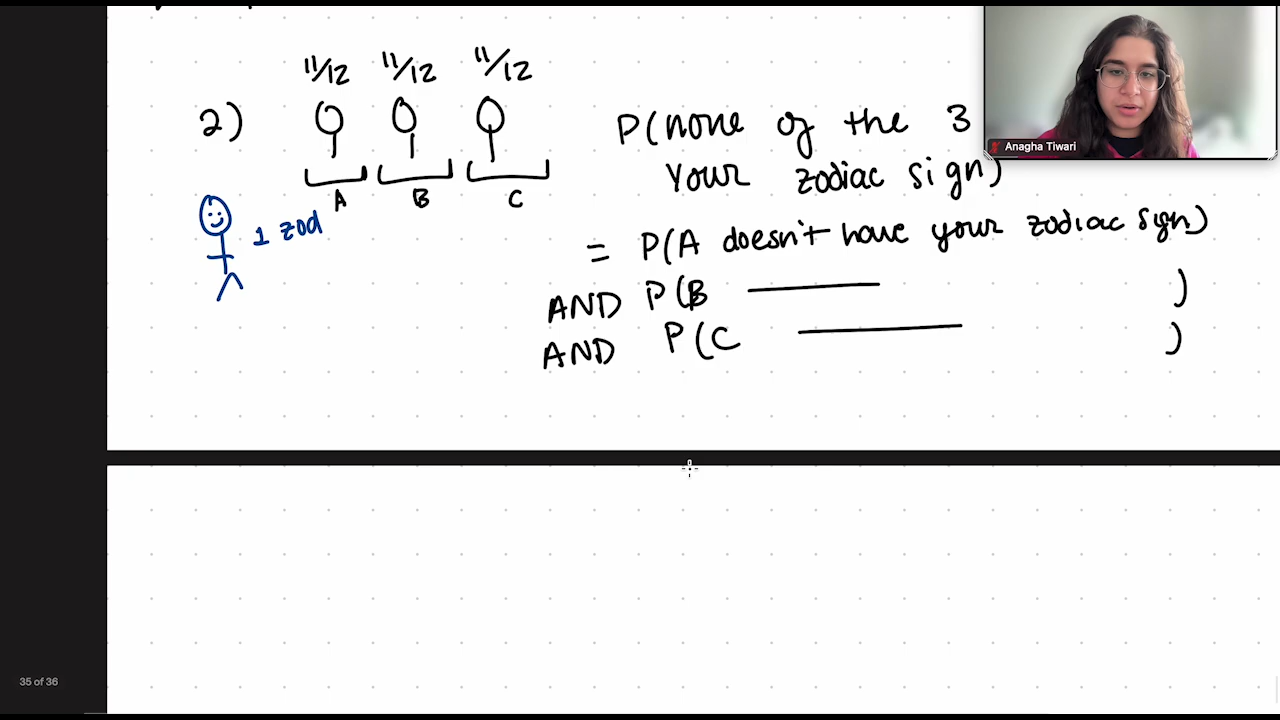 11/12 11/12 11/12
2)
A B C
1 zod
P(none of the 3
your zodiac sign)
= P(A doesn't have your zodiac sign)
AND P(B )
AND P(C )
Anagha Tiwari
35 of 36